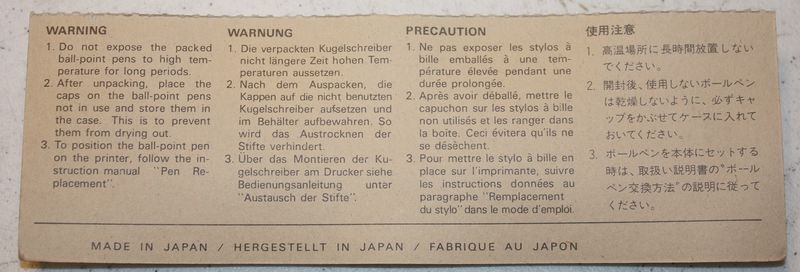 WARNING
1. Do not expose the packed
ball-point pens to high tem-
perature for long periods.
2. After unpacking, place the
caps on the ball-point pens
not in use and store them in
the case. This is to prevent
them from drying out.
3. To position the ball-point pen
on the printer, follow the in-
struction manual "Pen Re-
placement".
WARNUNG
1. Die verpackten Kugelschreiber
nicht längere Zeit hohen Tem-
peraturen aussetzen.
2. Nach dem Auspacken, die
Kappen auf die nicht benutzten
Kugelschreiber aufsetzen und
im Behälter aufbewahren. So
wird das Austrocknen der
Stifte verhindert.
3. Über das Montieren der Ku-
gelschreiber am Drucker siehe
Bedienungsanleitung unter
"Austausch der Stifte".
PRECAUTION
1. Ne pas exposer les stylos à
bille emballés à une tem-
pérature élevée pendant une
durée prolongée.
2. Après avoir déballé, mettre le
capuchon sur les stylos à bille
non utilisés et les ranger dans
la boite. Ceci évitera qu'ils ne
se dèsèchent.
3. Pour mettre le stylo à bille en
place sur l'imprimante, suivre
les instructions données au
paragraphe "Remplacement
du stylo" dans le mode d'emploi.
使用注意
1. 高温場所に長時間放置しない
でください。
2. 開封後、使用しないボールペン
は乾燥しないように、必ずキャ
ップをかぶせてケースに入れて
おいてください。
3. ボールペンを本体にセットする
時は、取扱い説明書の"ボール
ペン交換方法"の説明に従って
ください。
MADE IN JAPAN / HERGESTELLT IN JAPAN / FABRIQUE AU JAPON